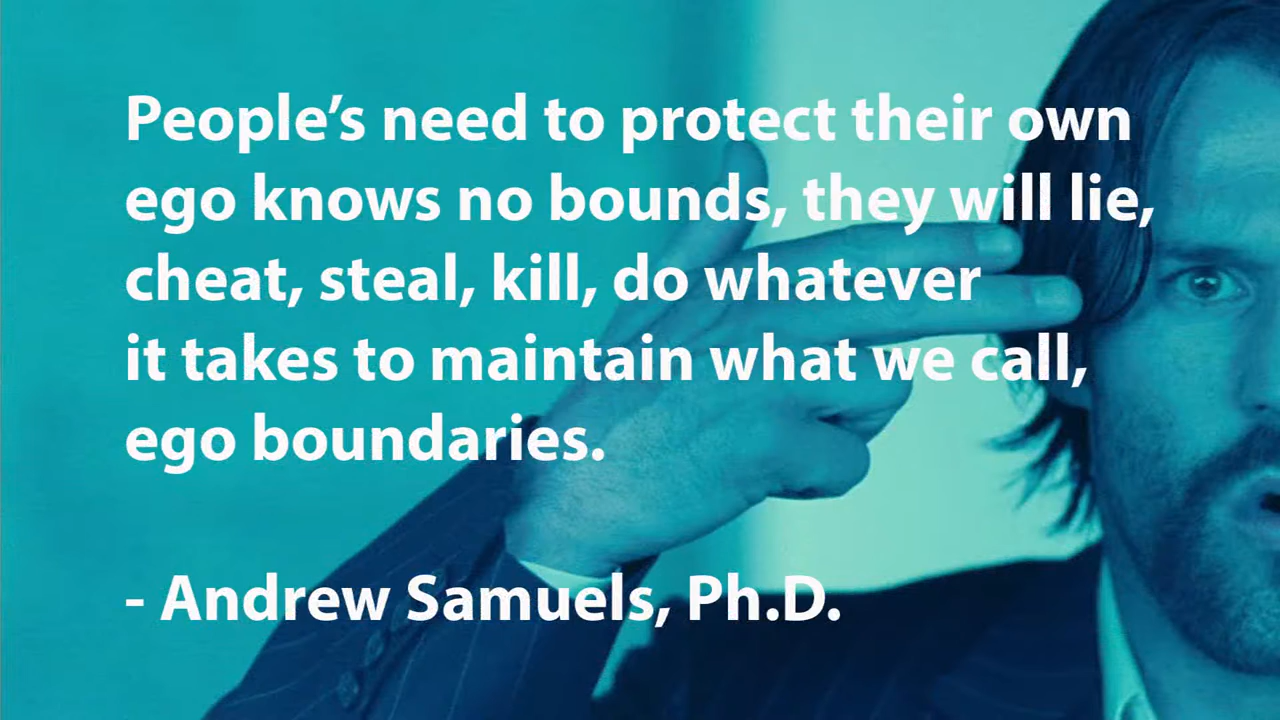 People’s need to protect their own
ego knows no bounds, they will lie,
cheat, steal, kill, do whatever
it takes to maintain what we call,
ego boundaries.
- Andrew Samuels, Ph.D.